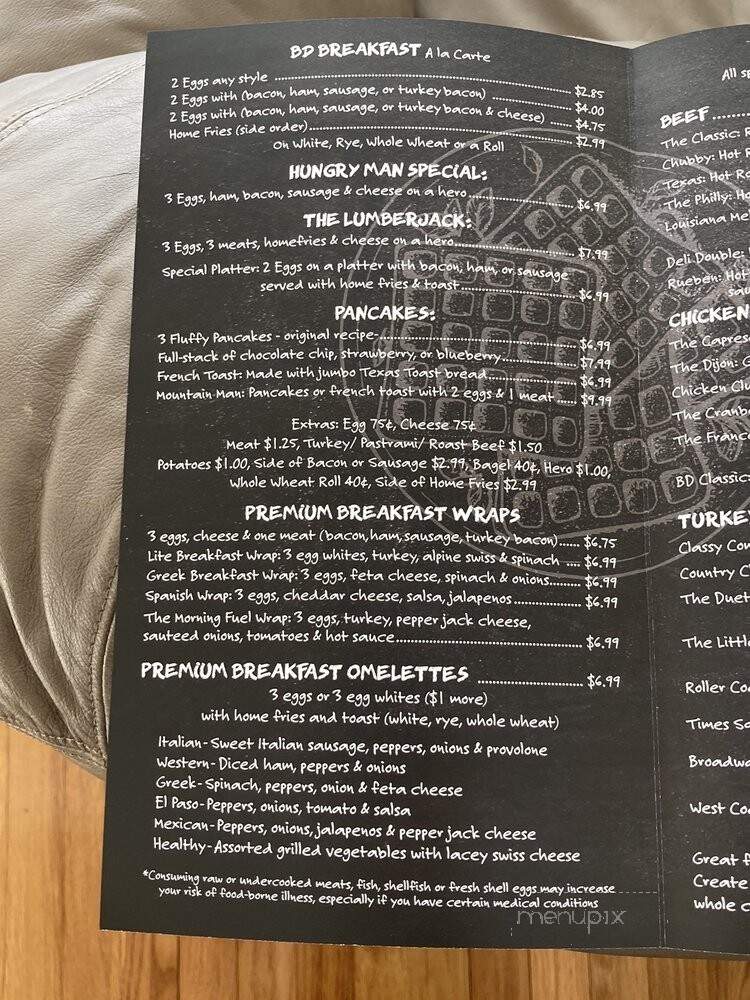 BD BREAKFAST A la Carte
2 Eggs any style $2.85
2 Eggs with (bacon, ham, sausage, or turkey bacon) $4.00
2 Eggs with (bacon, ham, sausage, or turkey bacon & cheese) $4.75
Home Fries (side order) $2.99
On White, Rye, Whole Wheat or a Roll
HUNGRY MAN SPECIAL:
3 Eggs, ham, bacon, sausage & cheese on a hero $6.99
THE LUMBERJACK:
3 Eggs, 3 meats, homefries & cheese on a hero $7.99
Special Platter: 2 Eggs on a platter with bacon, ham, or sausage
served with home fries & toast $6.99
PANCAKES:
3 Fluffy Pancakes - original recipe- $6.99
Full-stack of chocolate chip, strawberry, or blueberry $7.99
French Toast: Made with jumbo Texas Toast bread $6.99
Mountain Man: Pancakes or french toast with 2 eggs & 1 meat $9.99
Extras: Egg 75¢, Cheese 75¢
Meat $1.25, Turkey/ Pastrami/ Roast Beef $1.50
Potatoes $1.00, Side of Bacon or Sausage $2.99, Bagel 40¢, Hero $1.00,
Whole Wheat Roll 40¢, Side of Home Fries $2.99
PREMIUM BREAKFAST WRAPS
3 eggs, cheese & one meat (bacon, ham, sausage, turkey bacon) $6.75
Lite Breakfast Wrap: 3 egg whites, turkey, alpine swiss & spinach $6.99
Greek Breakfast Wrap: 3 eggs, feta cheese, spinach & onions $6.99
Spanish Wrap: 3 eggs, cheddar cheese, salsa, jalapenos $6.99
The Morning Fuel Wrap: 3 eggs, turkey, pepper jack cheese,
sauteed onions, tomatoes & hot sauce $6.99
PREMIUM BREAKFAST OMELETTES $6.99
3 eggs or 3 egg whites ($1 more)
with home fries and toast (white, rye, whole wheat)
Italian- Sweet Italian sausage, peppers, onions & provolone
Western- Diced ham, peppers & onions
Greek- Spinach, peppers, onion & feta cheese
El Paso- Peppers, onions, tomato & salsa
Mexican- Peppers, onions, jalapenos & pepper jack cheese
Healthy- Assorted grilled vegetables with lacey swiss cheese
*Consuming raw or undercooked meats, fish, shellfish or fresh shell eggs may increase
your risk of food-borne illness, especially if you have certain medical conditions
menupix
All
BEEF
The Classic:
Chubby: Hot
Texas: Hot
The Philly:
Louisiana
Deli Double:
Rueben: Hot
CHICKEN
The
The Dijon:
Chicken
The
The
BD Classic:
TURKEY
Classy
Country
The Duet
The
Roller
Times
West
Great
Create
whole